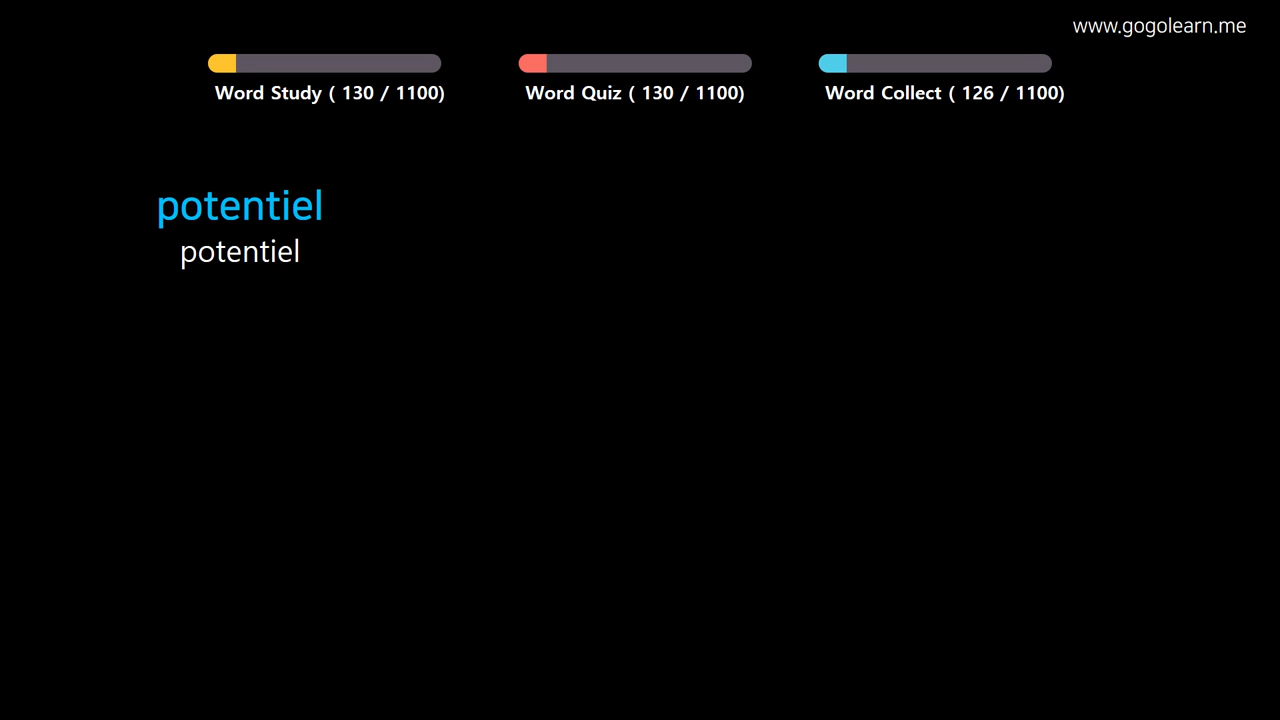 www.gogolearn.me
Word Study ( 130 / 1100)
Word Quiz ( 130 / 1100)
Word Collect ( 126 / 1100)
potentiel
potentiel